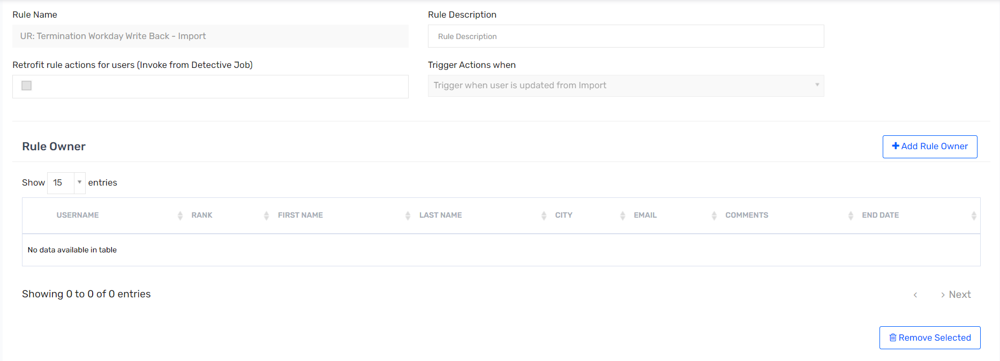 Rule Name
Rule Description
UR: Termination Workday Write Back - Import
Rule Description
Retrofit rule actions for users (Invoke from Detective Job)
Trigger Actions when
Trigger when user is updated from Import
Rule Owner
Add Rule Owner
Show 15 entries
USERNAME RANK FIRST NAME LAST NAME CITY EMAIL COMMENTS END DATE
No data available in table
Showing 0 to 0 of 0 entries
< > Next
Remove Selected